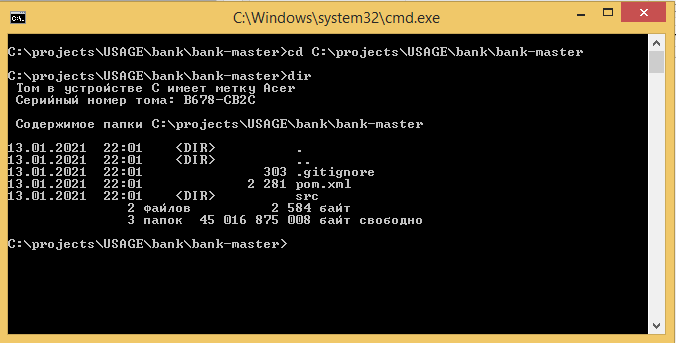 C:\Windows\system32\cmd.exe
C:\projects\USAGE\bank\bank-master>cd C:\projects\USAGE\bank\bank-master
C:\projects\USAGE\bank\bank-master>dir
Том в устройстве C имеет метку Acer
Серийный номер тома: B678-CB2C
Содержимое папки C:\projects\USAGE\bank\bank-master
13.01.2021 22:01 <DIR> .
13.01.2021 22:01 <DIR> ..
13.01.2021 22:01 303 .gitignore
13.01.2021 22:01 2 281 pom.xml
13.01.2021 22:01 <DIR> src
2 файлов 2 584 байт
3 папок 45 016 875 008 байт свободно
C:\projects\USAGE\bank\bank-master>